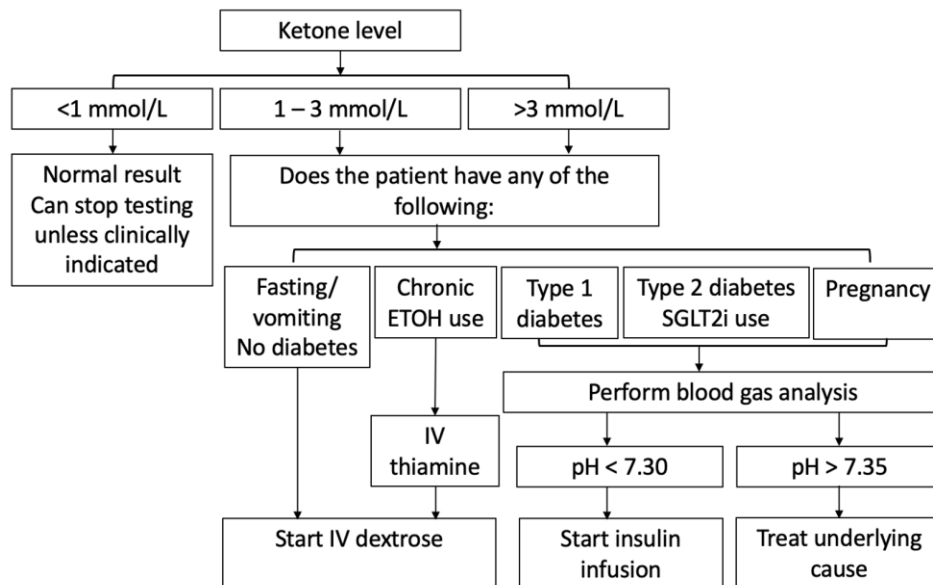 Ketone level
<1 mmol/L
1 – 3 mmol/L
>3 mmol/L
Normal result
Can stop testing
unless clinically
indicated
Does the patient have any of the
following:
Fasting/
vomiting
No diabetes
Chronic
ETOH use
Type 1
diabetes
Type 2 diabetes
SGLT2i use
Pregnancy
Perform blood gas analysis
IV
thiamine
pH < 7.30
pH > 7.35
Start IV dextrose
Start insulin
infusion
Treat underlying
cause